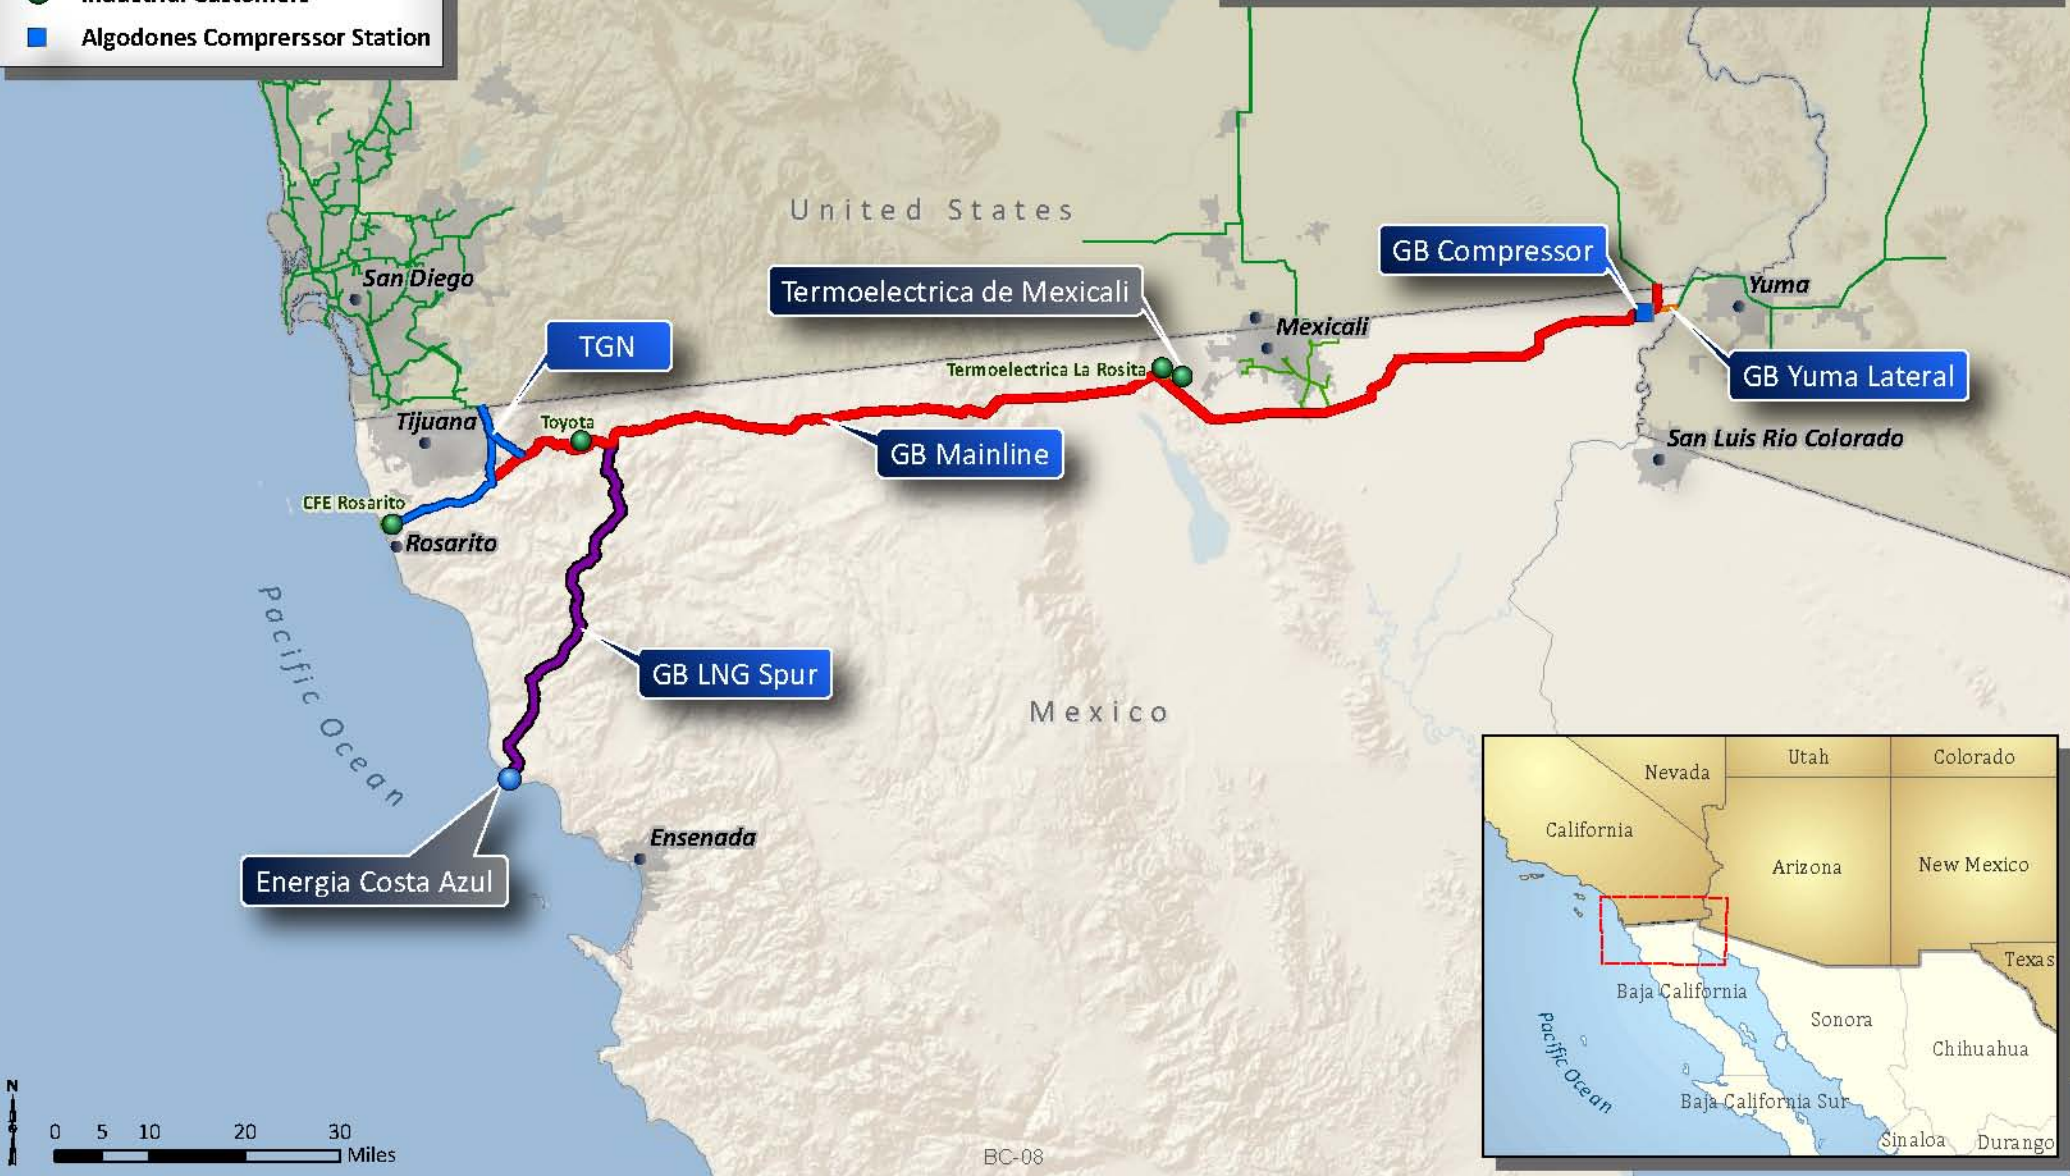 Industrial Customers
Algodones Comprerssor Station
United States
San Diego
GB Compressor
Termoelectrica de Mexicali
Yuma
Mexicali
TGN
Termoelectrica La Rosita
GB Yuma Lateral
Tijuana
Toyota
GB Mainline
San Luis Rio Colorado
CFE Rosarito
Rosarito
Pacific Ocean
GB LNG Spur
Mexico
Ensenada
Energia Costa Azul
Nevada
Utah
Colorado
California
Arizona
New Mexico
Texas
Baja California
Sonora
Chihuahua
Pacific Ocean
Baja California Sur
Sinaloa
Durango
N
0 5 10 20 30
Miles
BC-08